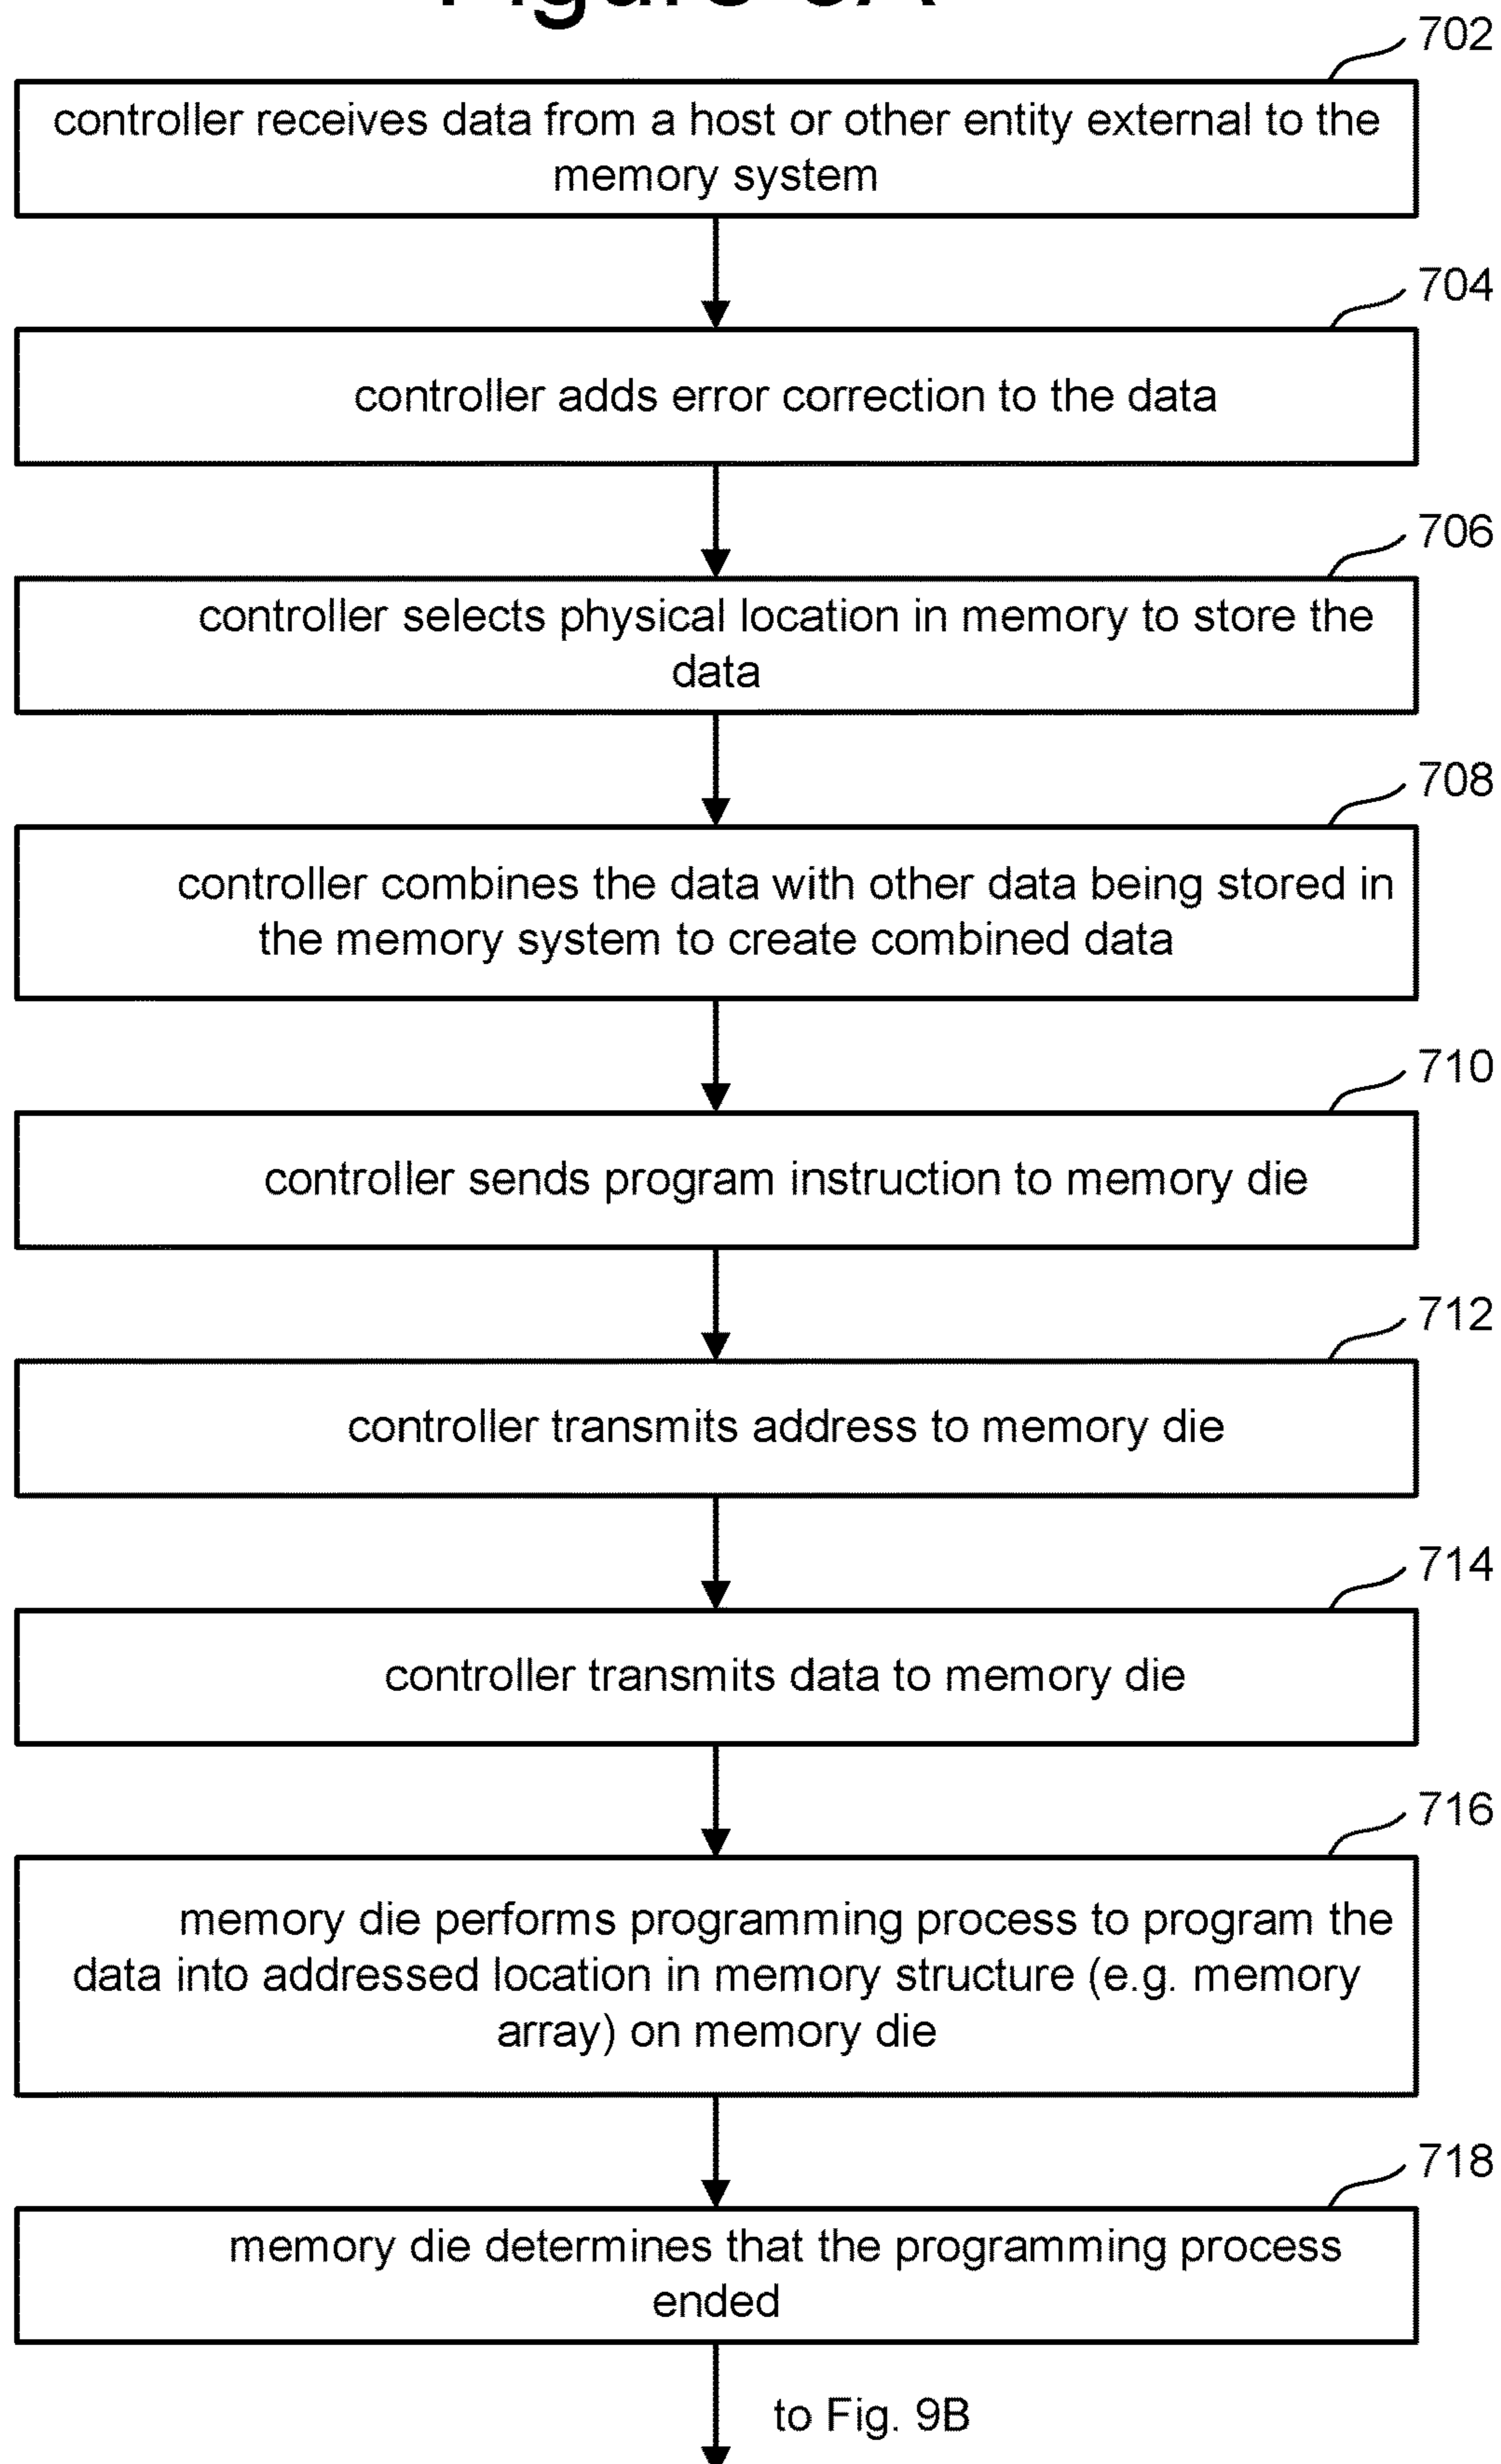 702
controller receives data from a host or other entity external to the
memory system
704
controller adds error correction to the data
706
controller selects physical location in memory to store the
data
708
controller combines the data with other data being stored in
the memory system to create combined data
710
controller sends program instruction to memory die
712
controller transmits address to memory die
714
controller transmits data to memory die
716
memory die performs programming process to program the
data into addressed location in memory structure (e.g. memory
array) on memory die
718
memory die determines that the programming process
ended
to Fig. 9B